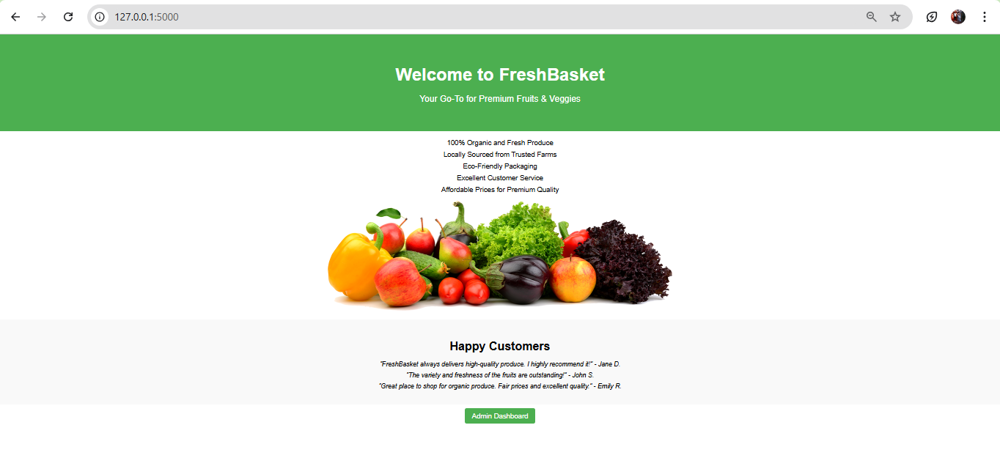 127.0.0.1:5000
Welcome to FreshBasket
Your Go-To for Premium Fruits & Veggies
100% Organic and Fresh Produce
Locally Sourced from Trusted Farms
Eco-Friendly Packaging
Excellent Customer Service
Affordable Prices for Premium Quality
Happy Customers
"FreshBasket always delivers high-quality produce. I highly recommend it!" - Jane D.
"The variety and freshness of the fruits are outstanding!" - John S.
"Great place to shop for organic produce. Fair prices and excellent quality." - Emily R.
Admin Dashboard